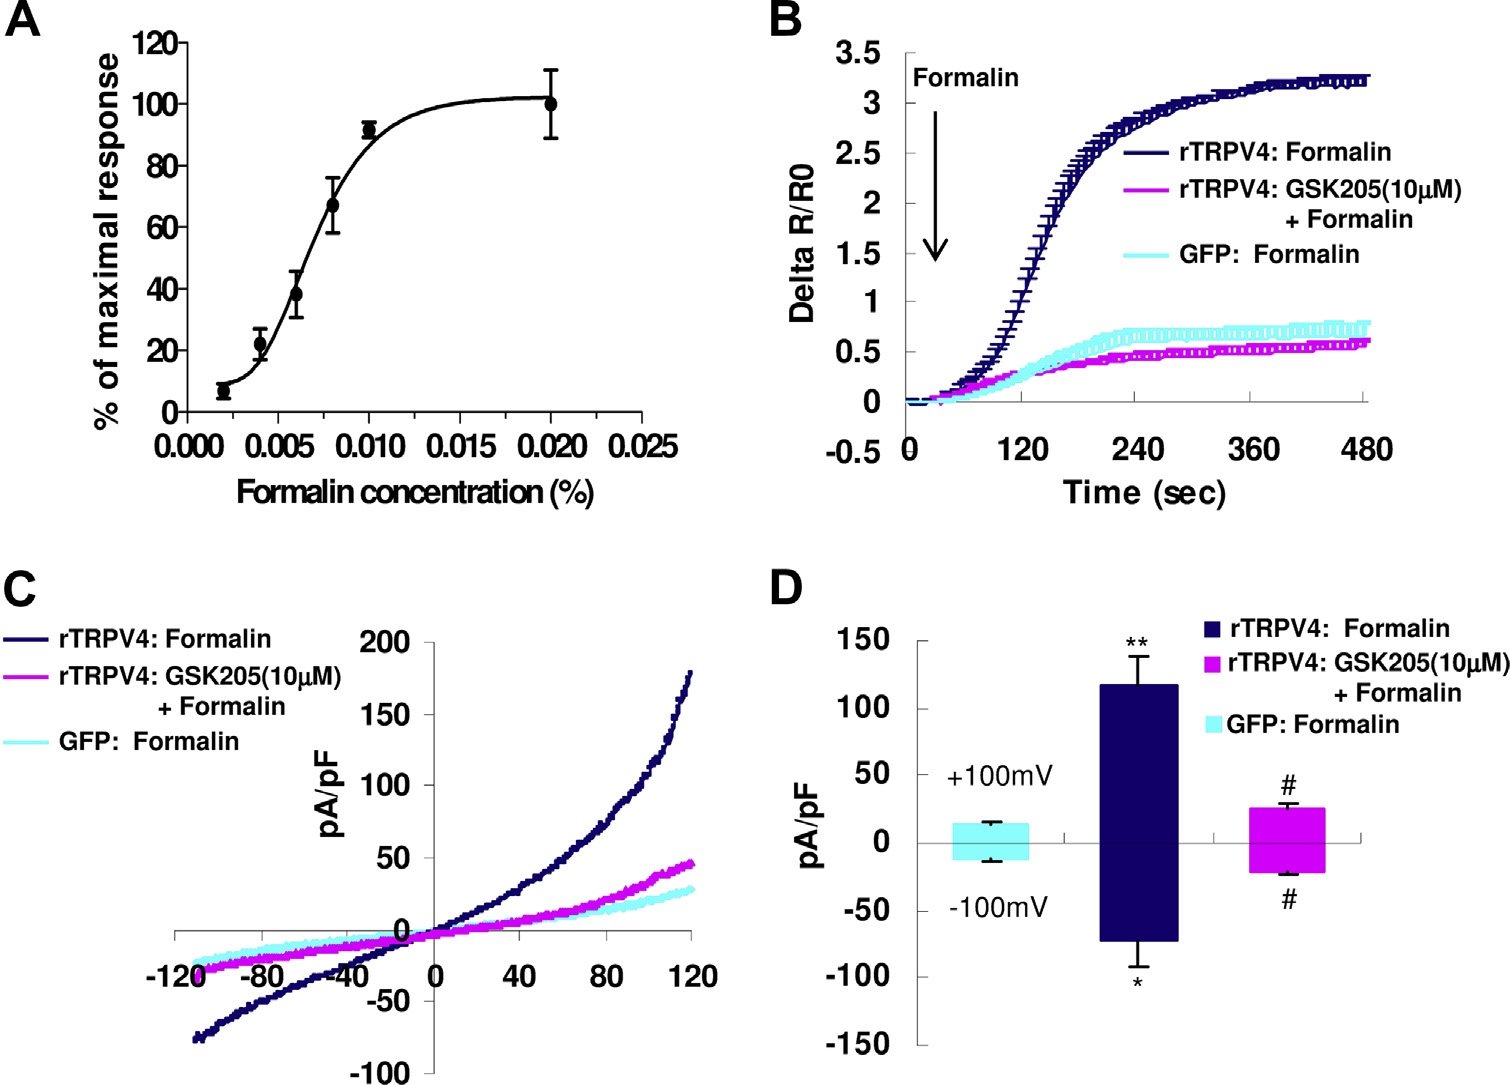 A
% of maximal response
120
100
80
60
40
20
0
0.000 0.005 0.010 0.015 0.020 0.025
Formalin concentration (%)
B
Delta R/R0
3.5
3
2.5
2
1.5
1
0.5
0
-0.5
Formalin
rTRPV4: Formalin
rTRPV4: GSK205(10μM)
+ Formalin
GFP: Formalin
0 120 240 360 480
Time (sec)
C
rTRPV4: Formalin
rTRPV4: GSK205(10μM)
+ Formalin
GFP: Formalin
pA/pF
200
150
100
50
0
-50
-100
-120 -80 -40 0 40 80 120
D
pA/pF
150
100
50
0
-50
-100
-150
rTRPV4: Formalin
rTRPV4: GSK205(10μM)
+ Formalin
GFP: Formalin
+100mV
-100mV
**
*
#
#